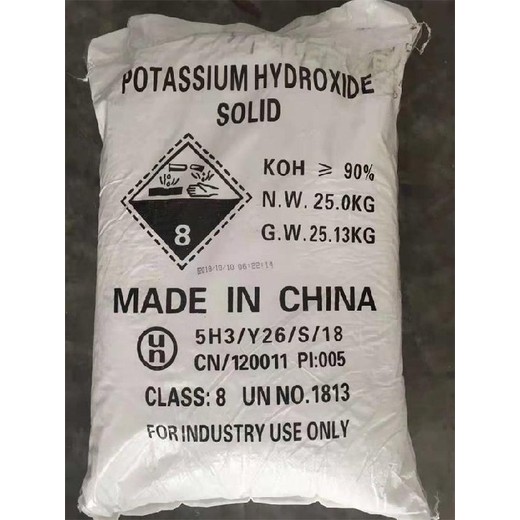 POTASSIUM HYDROXIDE
SOLID
KOH ≥ 90%
N.W. 25.0KG
G.W. 25.13KG
8
MADE IN CHINA
un
5H3/Y26/S/18
CN/120011 PI:005
CLASS: 8 UN NO.1813
FOR INDUSTRY USE ONLY